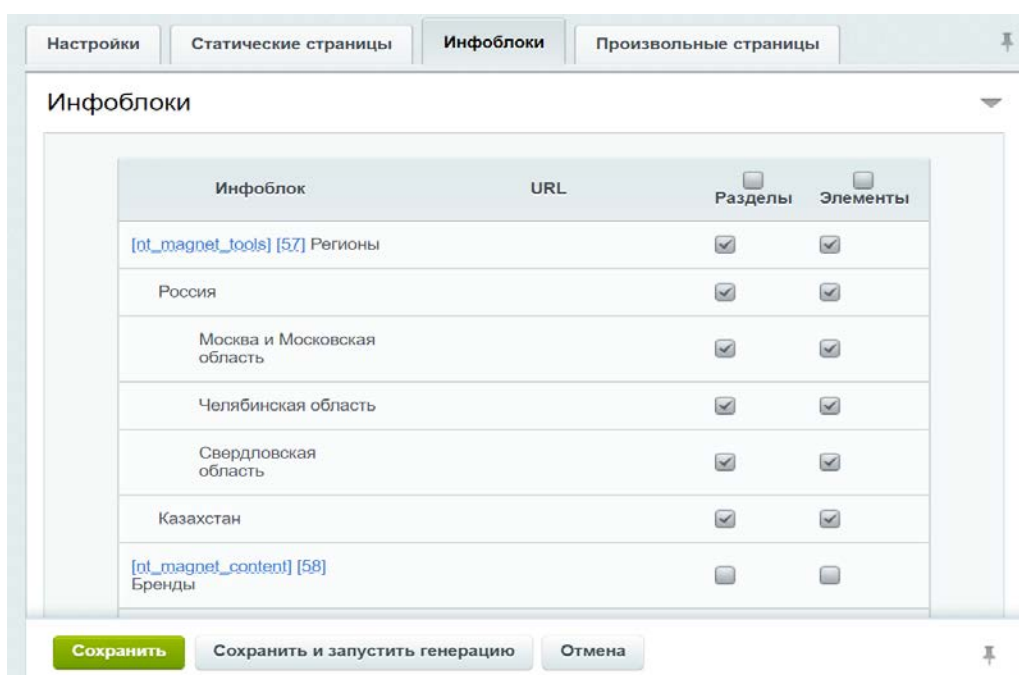 Настройки Статические страницы Инфоблоки Произвольные страницы
Инфоблоки
Инфоблок URL Разделы Элементы
[nt_magnet_tools] [57] Регионы
Россия
Москва и Московская
область
Челябинская область
Свердловская
область
Казахстан
[nt_magnet_content] [58]
Бренды
Сохранить Сохранить и запустить генерацию Отмена